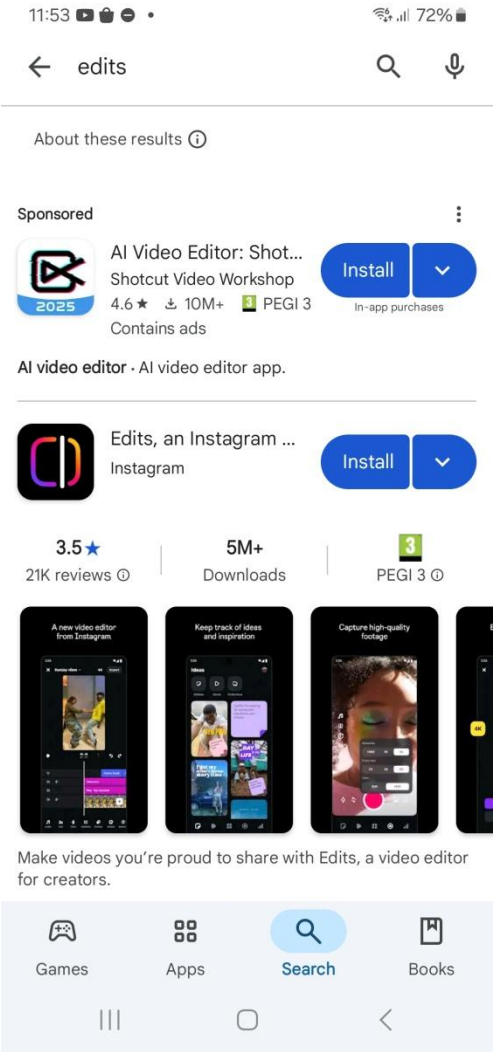 11:53
72%
edits
About these results
Sponsored
AI Video Editor: Shot...
Shotcut Video Workshop
4.6★ 10M+ 3 PEGI 3
Contains ads
Install
In-app purchases
2025
AI video editor · AI video editor app.
Edits, an Instagram ...
Instagram
Install
3.5★
21K reviews
5M+
Downloads
3
PEGI 3
A new video editor
from Instagram
Keep track of ideas
and inspiration
Ideas
Capture high-quality
footage
4K
Make videos you're proud to share with Edits, a video editor
for creators.
Games
Apps
Search
Books